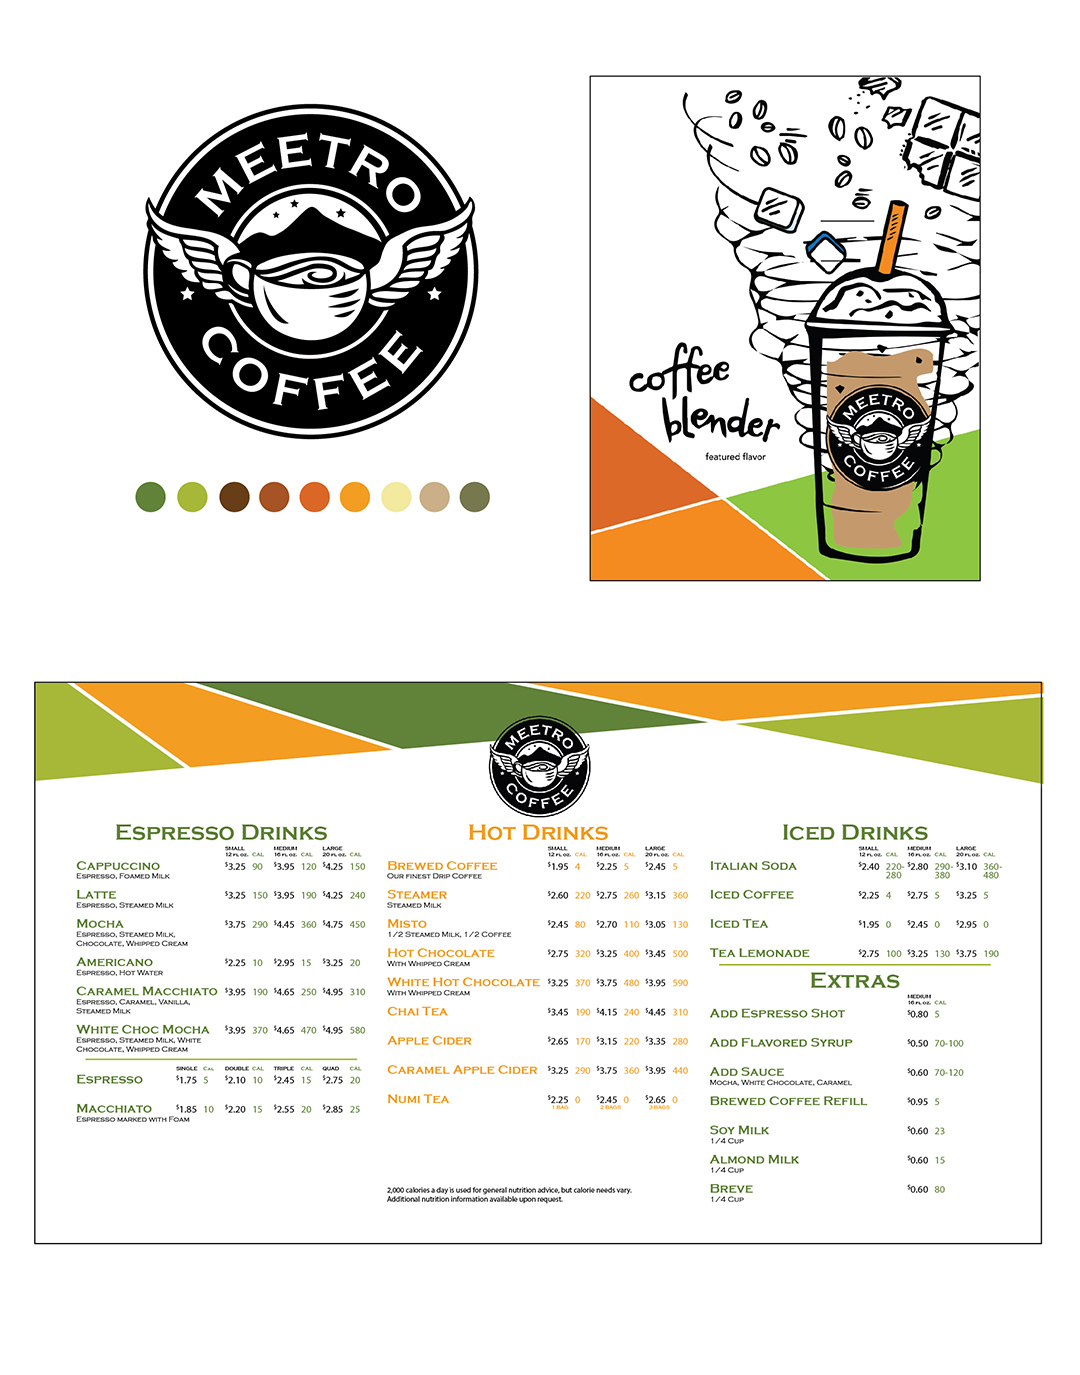 MEETRO
COFFEE
coffee
blender
featured flavor
MEETRO
COFFEE
MEETRO
COFFEE
Espresso Drinks
SMALL MEDIUM LARGE
12 FL OZ. CAL 16 FL OZ. CAL 20 FL OZ. CAL
Cappuccino $3.25 90 $3.95 120 $4.25 150
Espresso, Foamed Milk
Latte $3.25 150 $3.95 190 $4.25 240
Espresso, Steamed Milk
Mocha $3.75 290 $4.45 360 $4.75 450
Espresso, Steamed Milk,
Chocolate, Whipped Cream
Americano $2.25 10 $2.95 15 $3.25 20
Espresso, Hot Water
Caramel Macchiato $3.95 190 $4.65 250 $4.95 310
Espresso, Caramel, Vanilla,
Steamed Milk
White Choc Mocha $3.95 370 $4.65 470 $4.95 580
Espresso, Steamed Milk, White
Chocolate, Whipped Cream
SINGLE CAL DOUBLE CAL TRIPLE CAL QUAD CAL
Espresso $1.75 5 $2.10 10 $2.45 15 $2.75 20
Macchiato $1.85 10 $2.20 15 $2.55 20 $2.85 25
Espresso marked with Foam
Hot Drinks
SMALL MEDIUM LARGE
12 FL OZ. CAL 16 FL OZ. CAL 20 FL OZ. CAL
Brewed Coffee $1.95 4 $2.25 5 $2.45 5
Our finest Drip Coffee
Steamer $2.60 220 $2.75 260 $3.15 360
Steamed Milk
Misto $2.45 80 $2.70 110 $3.05 130
1/2 Steamed Milk, 1/2 Coffee
Hot Chocolate $2.75 320 $3.25 400 $3.45 500
With Whipped Cream
White Hot Chocolate $3.25 370 $3.75 480 $3.95 590
With Whipped Cream
Chai Tea $3.45 190 $4.15 240 $4.45 310
Apple Cider $2.65 170 $3.15 220 $3.35 280
Caramel Apple Cider $3.25 290 $3.75 360 $3.95 440
Numi Tea $2.25 0 $2.45 0 $2.65 0
1 BAG 2 BAGS 3 BAGS
2,000 calories a day is used for general nutrition advice, but calorie needs vary.
Additional nutrition information available upon request.
Iced Drinks
SMALL MEDIUM LARGE
12 FL OZ. CAL 16 FL OZ. CAL 20 FL OZ. CAL
Italian Soda $2.40 220-280 $2.80 290-380 $3.10 360-480
Iced Coffee $2.25 4 $2.75 5 $3.25 5
Iced Tea $1.95 0 $2.45 0 $2.95 0
Tea Lemonade $2.75 100 $3.25 130 $3.75 190
Extras
MEDIUM
16 FL OZ. CAL
Add Espresso Shot $0.80 5
Add Flavored Syrup $0.50 70-100
Add Sauce $0.60 70-120
Mocha, White Chocolate, Caramel
Brewed Coffee Refill $0.95 5
Soy Milk $0.60 23
1/4 Cup
Almond Milk $0.60 15
1/4 Cup
Breve $0.60 80
1/4 Cup